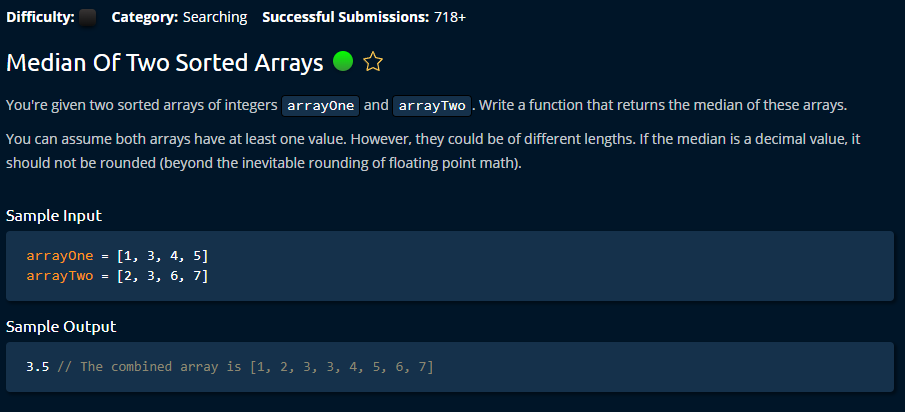 Difficulty: Category: Searching Successful Submissions: 718+
Median Of Two Sorted Arrays
You're given two sorted arrays of integers arrayOne and arrayTwo. Write a function that returns the median of these arrays.
You can assume both arrays have at least one value. However, they could be of different lengths. If the median is a decimal value, it
should not be rounded (beyond the inevitable rounding of floating point math).
Sample Input
arrayOne = [1, 3, 4, 5]
arrayTwo = [2, 3, 6, 7]
Sample Output
3.5 // The combined array is [1, 2, 3, 3, 4, 5, 6, 7]